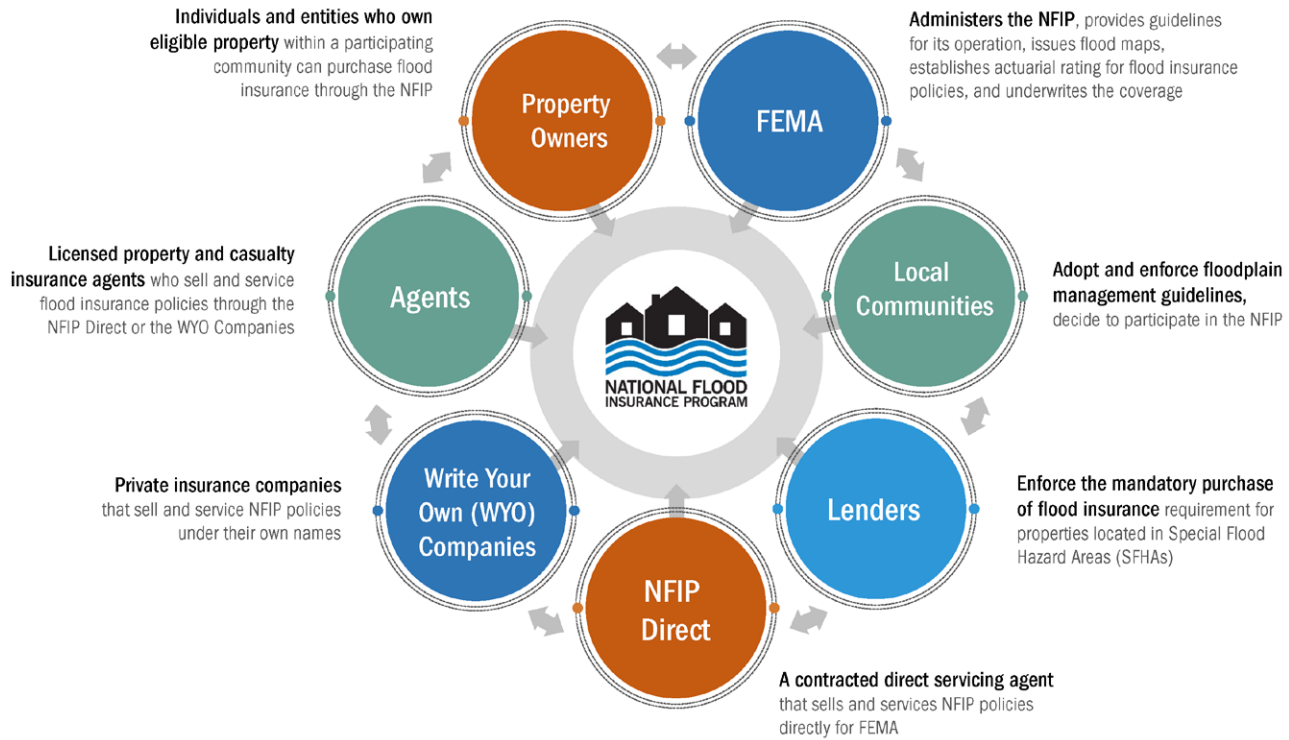 Individuals and entities who own
eligible property within a participating
community can purchase flood
insurance through the NFIP
Property
Owners
FEMA
Administers the NFIP, provides guidelines
for its operation, issues flood maps,
establishes actuarial rating for flood insurance
policies, and underwrites the coverage
Licensed property and casualty
insurance agents who sell and service
flood insurance policies through the
NFIP Direct or the WYO Companies
Agents
Local
Communities
Adopt and enforce floodplain
management guidelines,
decide to participate in the NFIP
NATIONAL FLOOD
INSURANCE PROGRAM
Private insurance companies
that sell and service NFIP policies
under their own names
Write Your
Own (WYO)
Companies
Lenders
Enforce the mandatory purchase
of flood insurance requirement for
properties located in Special Flood
Hazard Areas (SFHAs)
NFIP
Direct
A contracted direct servicing agent
that sells and services NFIP policies
directly for FEMA